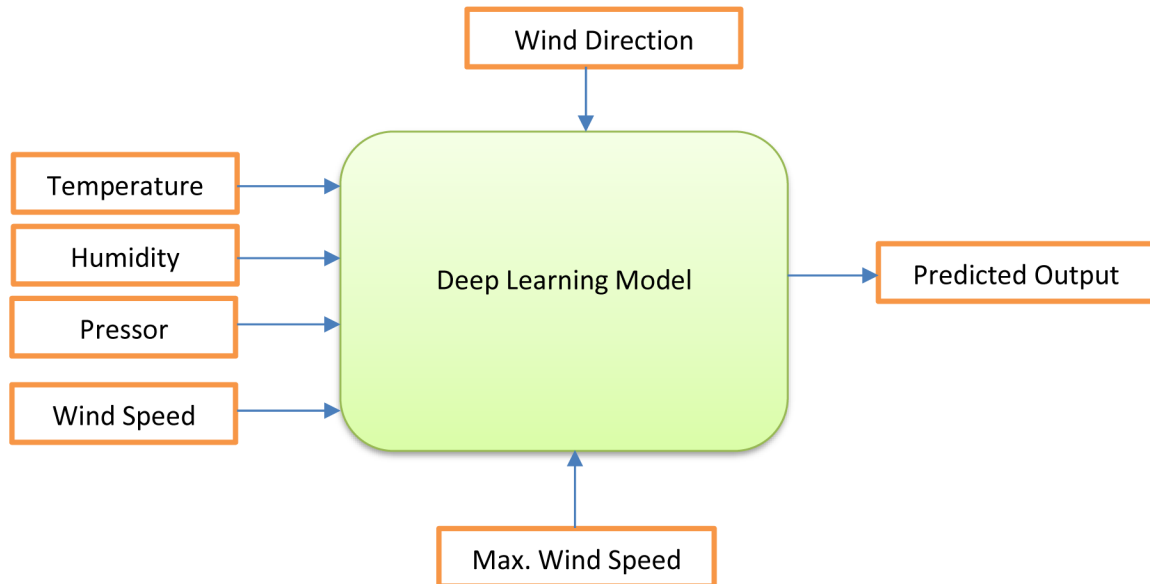 Wind Direction
Temperature
Humidity
Pressor
Wind Speed
Deep Learning Model
Predicted Output
Max. Wind Speed